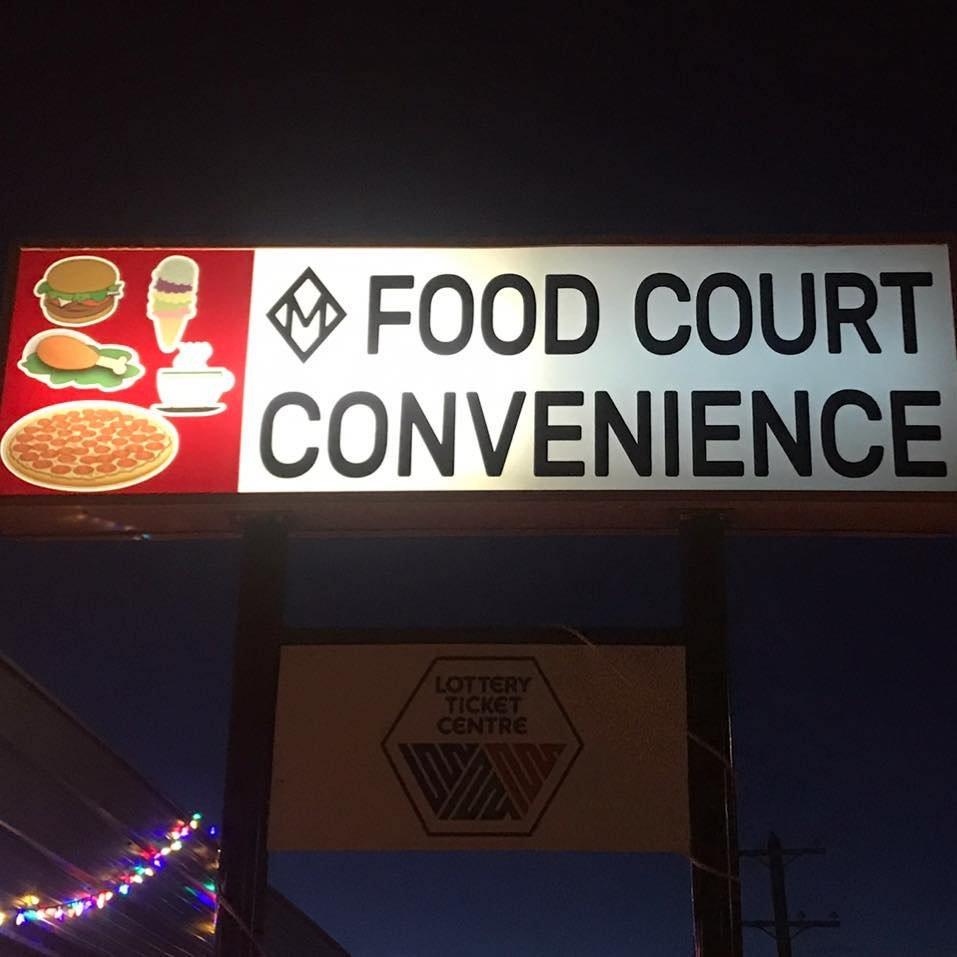 M FOOD COURT
CONVENIENCE
LOTTERY
TICKET
CENTRE